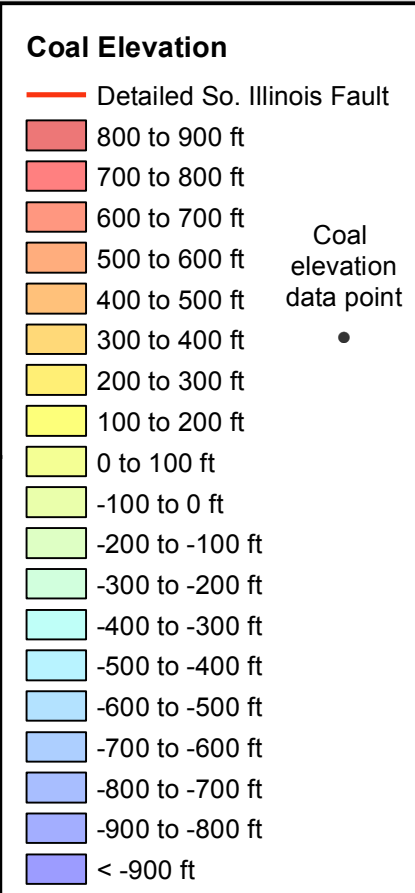 Coal Elevation
Detailed So. Illinois Fault
800 to 900 ft
700 to 800 ft
600 to 700 ft
500 to 600 ft
400 to 500 ft
300 to 400 ft
200 to 300 ft
100 to 200 ft
0 to 100 ft
-100 to 0 ft
-200 to -100 ft
-300 to -200 ft
-400 to -300 ft
-500 to -400 ft
-600 to -500 ft
-700 to -600 ft
-800 to -700 ft
-900 to -800 ft
< -900 ft
Coal
elevation
data point